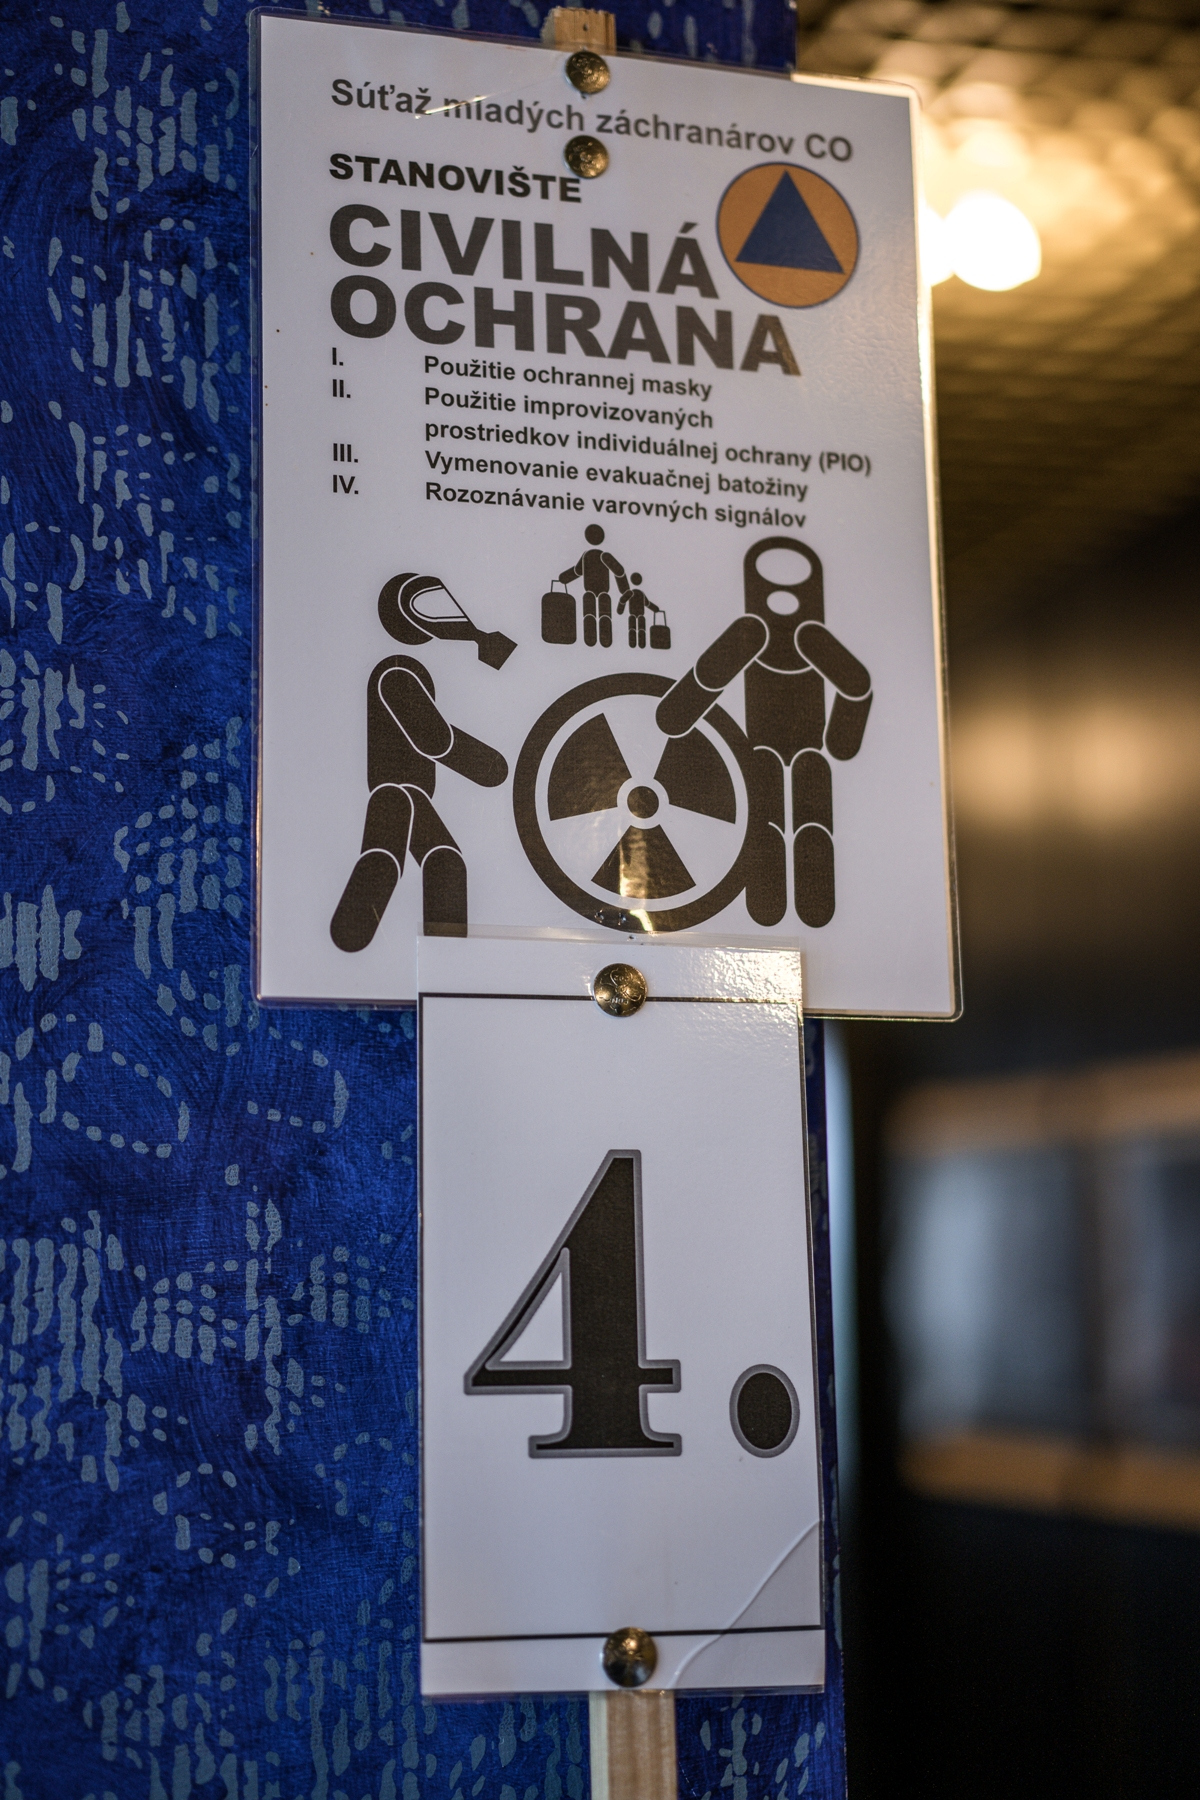 Súťaž mladých záchranárov CO
STANOVIŠTE
CIVILNÁ
OCHRANA
I. Použitie ochrannej masky
II. Použitie improvizovaných
prostriedkov individuálnej ochrany (PIO)
III. Vymenovanie evakuačnej batožiny
IV. Rozoznávanie varovných signálov
4.